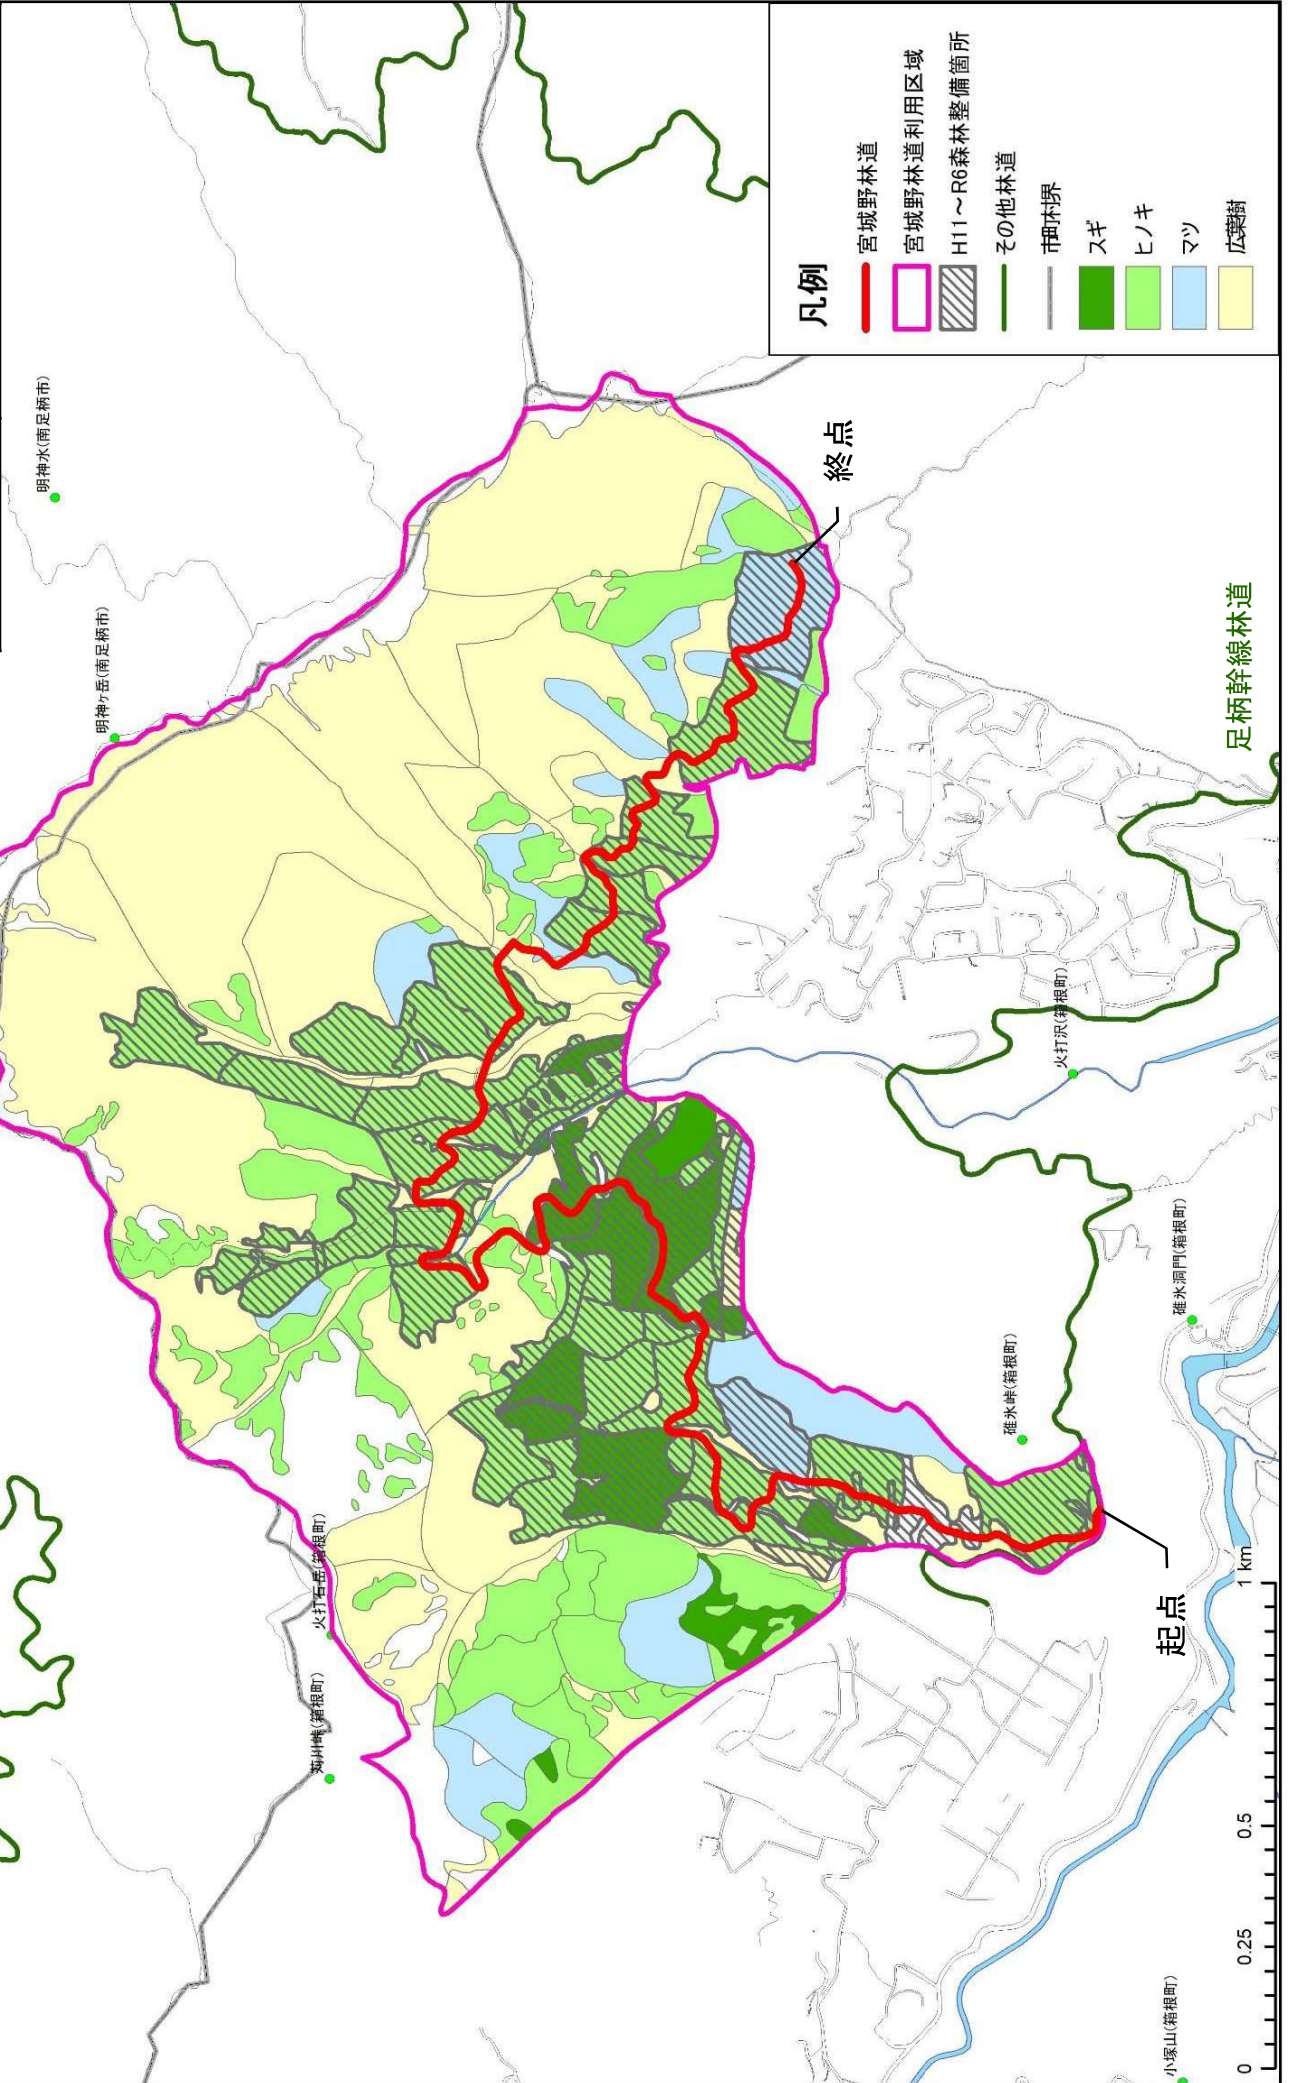 凡例
宮城野林道
宮城野林道利用区域
H11～R6森林整備箇所
その他林道
市町村界
スギ
ヒノキ
マツ
広葉樹
明神水(南足柄市)
明神ヶ岳(南足柄市)
火打石岳(箱根町)
苅川峠(箱根町)
終点
足柄幹線林道
火打沢(箱根町)
碓氷洞門(箱根町)
碓氷峠(箱根町)
起点
小塚山(箱根町)
0 0.25 0.5 1 km